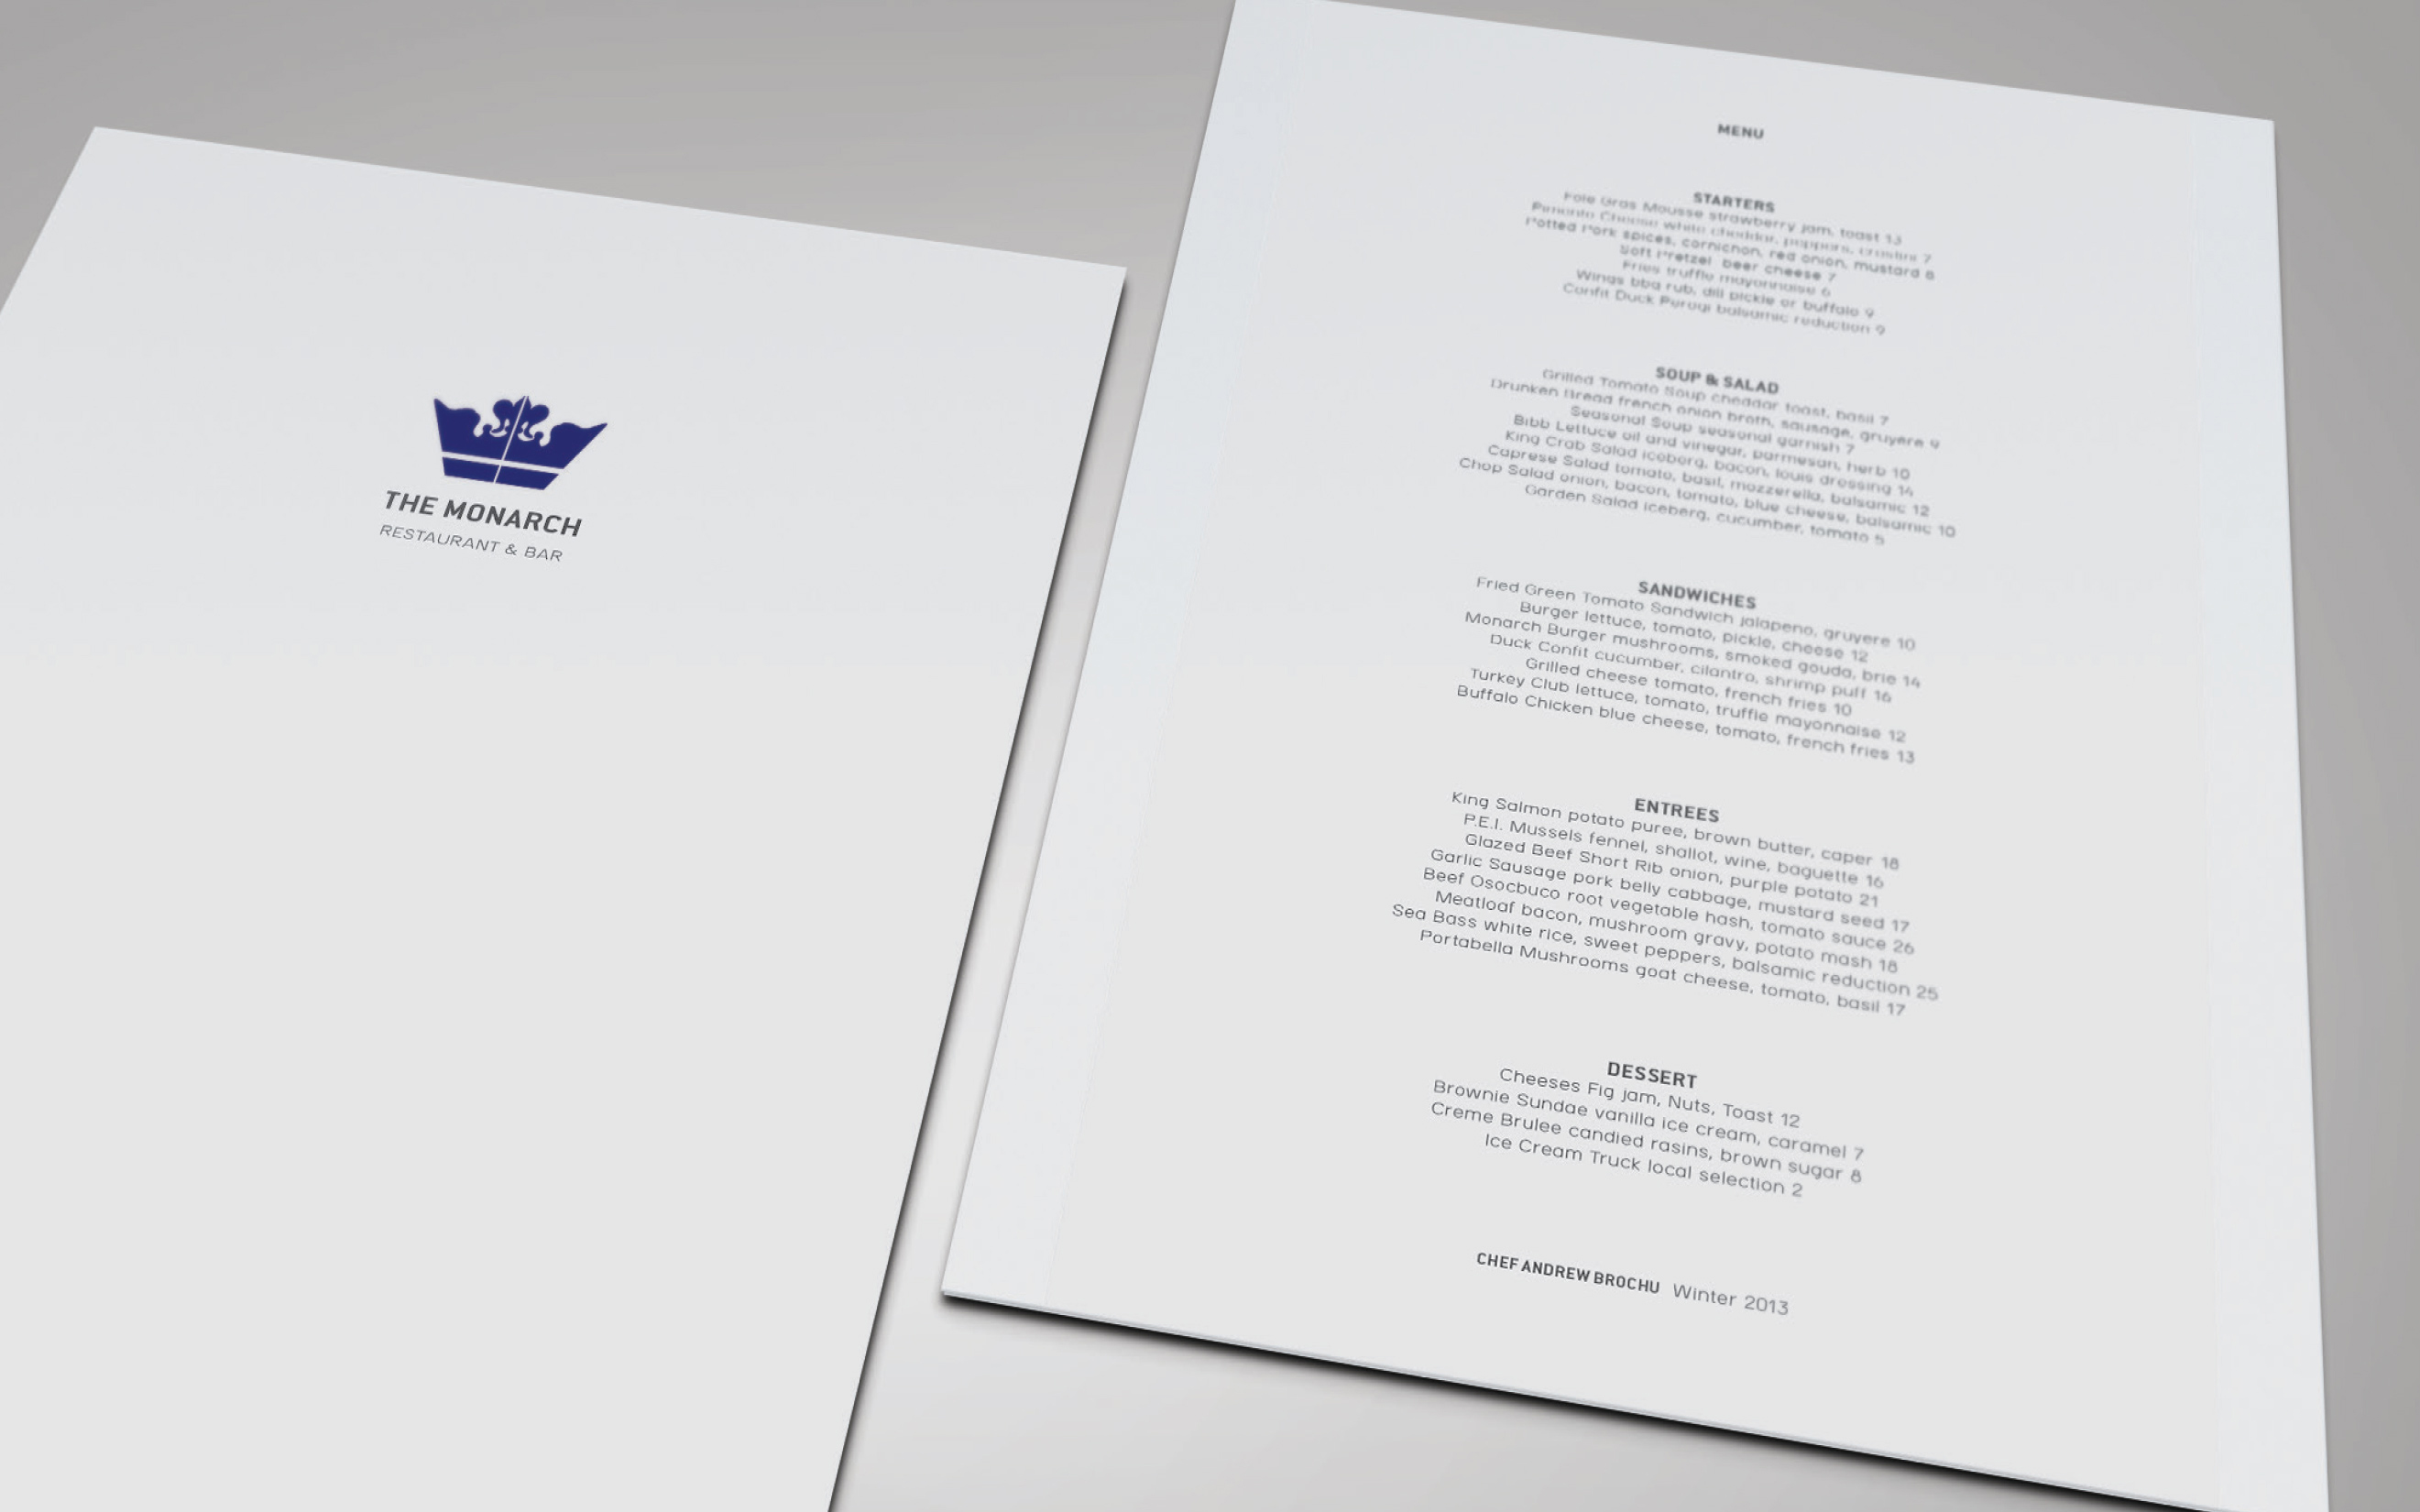 THE MONARCH
RESTAURANT & BAR
MENU
STARTERS
Foie Gras Mousse strawberry jam, toast 13
Pimento Cheese white cheddar, peppers, crostini 7
Potted Pork spices, cornichon, red onion, mustard 8
Soft Pretzel beer cheese 7
Fries truffle mayonnaise 6
Wings bbq rub, dill pickle or buffalo 9
Confit Duck Perogi balsamic reduction 9
SOUP & SALAD
Grilled Tomato Soup cheddar toast, basil 7
Drunken Bread french onion broth, sausage, gruyere 9
Seasonal Soup seasonal garnish 7
Bibb Lettuce oil and vinegar, parmesan, herb 10
King Crab Salad iceberg, bacon, louis dressing 14
Caprese Salad tomato, basil, mozzerella, balsamic 12
Chop Salad onion, bacon, tomato, blue cheese, balsamic 10
Garden Salad iceberg, cucumber, tomato 5
SANDWICHES
Fried Green Tomato Sandwich jalapeno, gruyere 10
Burger lettuce, tomato, pickle, cheese 12
Monarch Burger mushrooms, smoked gouda, brie 14
Duck Confit cucumber, cilantro, shrimp puff 16
Grilled cheese tomato, french fries 10
Turkey Club lettuce, tomato, truffle mayonnaise 12
Buffalo Chicken blue cheese, tomato, french fries 13
ENTREES
King Salmon potato puree, brown butter, caper 18
P.E.I. Mussels fennel, shallot, wine, baguette 16
Glazed Beef Short Rib onion, purple potato 21
Garlic Sausage pork belly cabbage, mustard seed 17
Beef Osocbuco root vegetable hash, tomato sauce 26
Meatloaf bacon, mushroom gravy, potato mash 18
Sea Bass white rice, sweet peppers, balsamic reduction 25
Portabella Mushrooms goat cheese, tomato, basil 17
DESSERT
Cheeses Fig jam, Nuts, Toast 12
Brownie Sundae vanilla ice cream, caramel 7
Creme Brulee candied rasins, brown sugar 8
Ice Cream Truck local selection 2
CHEF ANDREW BROCHU Winter 2013